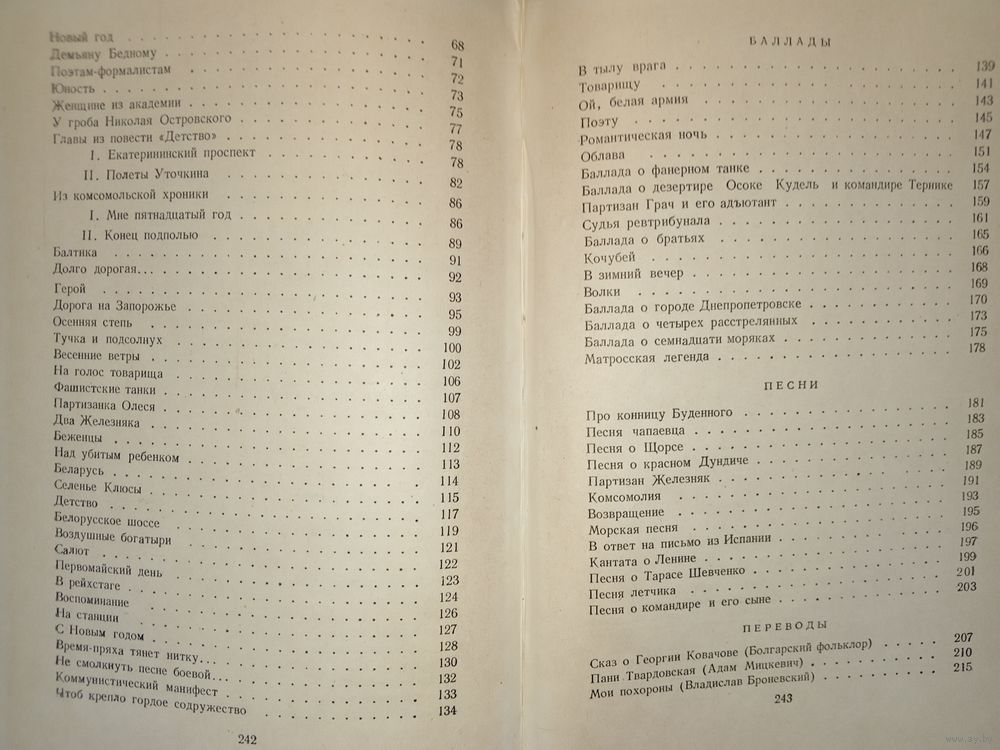 Новый год . . . 68
Демьяну Бедному . . . 71
Поэтам-формалистам . . . 72
Юность . . . 73
Женщине из академии . . . 75
У гроба Николая Островского . . . 77
Главы из повести «Детство» . . . 78
I. Екатерининский проспект . . . 78
II. Полеты Уточкина . . . 82
Из комсомольской хроники . . . 86
I. Мне пятнадцатый год . . . 86
II. Конец подполью . . . 89
Балтика . . . 91
Долго дорогая... . . . 92
Герой . . . 93
Дорога на Запорожье . . . 95
Осенняя степь . . . 99
Тучка и подсолнух . . . 100
Весенние ветры . . . 102
На голос товарища . . . 106
Фашистские танки . . . 107
Партизанка Олеся . . . 108
Два Железняка . . . 110
Беженцы . . . 112
Над убитым ребенком . . . 113
Беларусь . . . 114
Селенье Клюсы . . . 115
Детство . . . 117
Белорусское шоссе . . . 119
Воздушные богатыри . . . 121
Салют . . . 122
Первомайский день . . . 123
В рейхстаге . . . 124
Воспоминание . . . 126
На станции . . . 127
С Новым годом . . . 128
Время-пряха тянет нитку... . . . 130
Не смолкнуть песне боевой... . . . 132
Коммунистический манифест . . . 133
Чтоб крепло гордое содружество . . . 134
242
БАЛЛАДЫ
В тылу врага . . . 139
Товарищу . . . 141
Ой, белая армия . . . 143
Поэту . . . 145
Романтическая ночь . . . 147
Облава . . . 151
Баллада о фанерном танке . . . 154
Баллада о дезертире Осоке Кудель и командире Тернике 157
Партизан Грач и его адъютант . . . 159
Судья ревтрибунала . . . 161
Баллада о братьях . . . 165
Кочубей . . . 166
В зимний вечер . . . 168
Волки . . . 169
Баллада о городе Днепропетровске . . . 170
Баллада о четырех расстрелянных . . . 173
Баллада о семнадцати моряках . . . 175
Матросская легенда . . . 178
ПЕСНИ
Про конницу Буденного . . . 181
Песня чапаевца . . . 183
Песня о Щорсе . . . 185
Песня о красном Дундиче . . . 187
Партизан Железняк . . . 189
Комсомолия . . . 191
Возвращение . . . 193
Морская песня . . . 195
В ответ на письмо из Испании . . . 196
Кантата о Ленине . . . 197
Песня о Тарасе Шевченко . . . 199
Песня летчика . . . 201
Песня о командире и его сыне . . . 203
ПЕРЕВОДЫ
Сказ о Георгии Ковачове (Болгарский фольклор) . . . 207
Пани Твардовская (Адам Мицкевич) . . . 210
Мои похороны (Владислав Броневский) . . . 215
243
www.ay.by